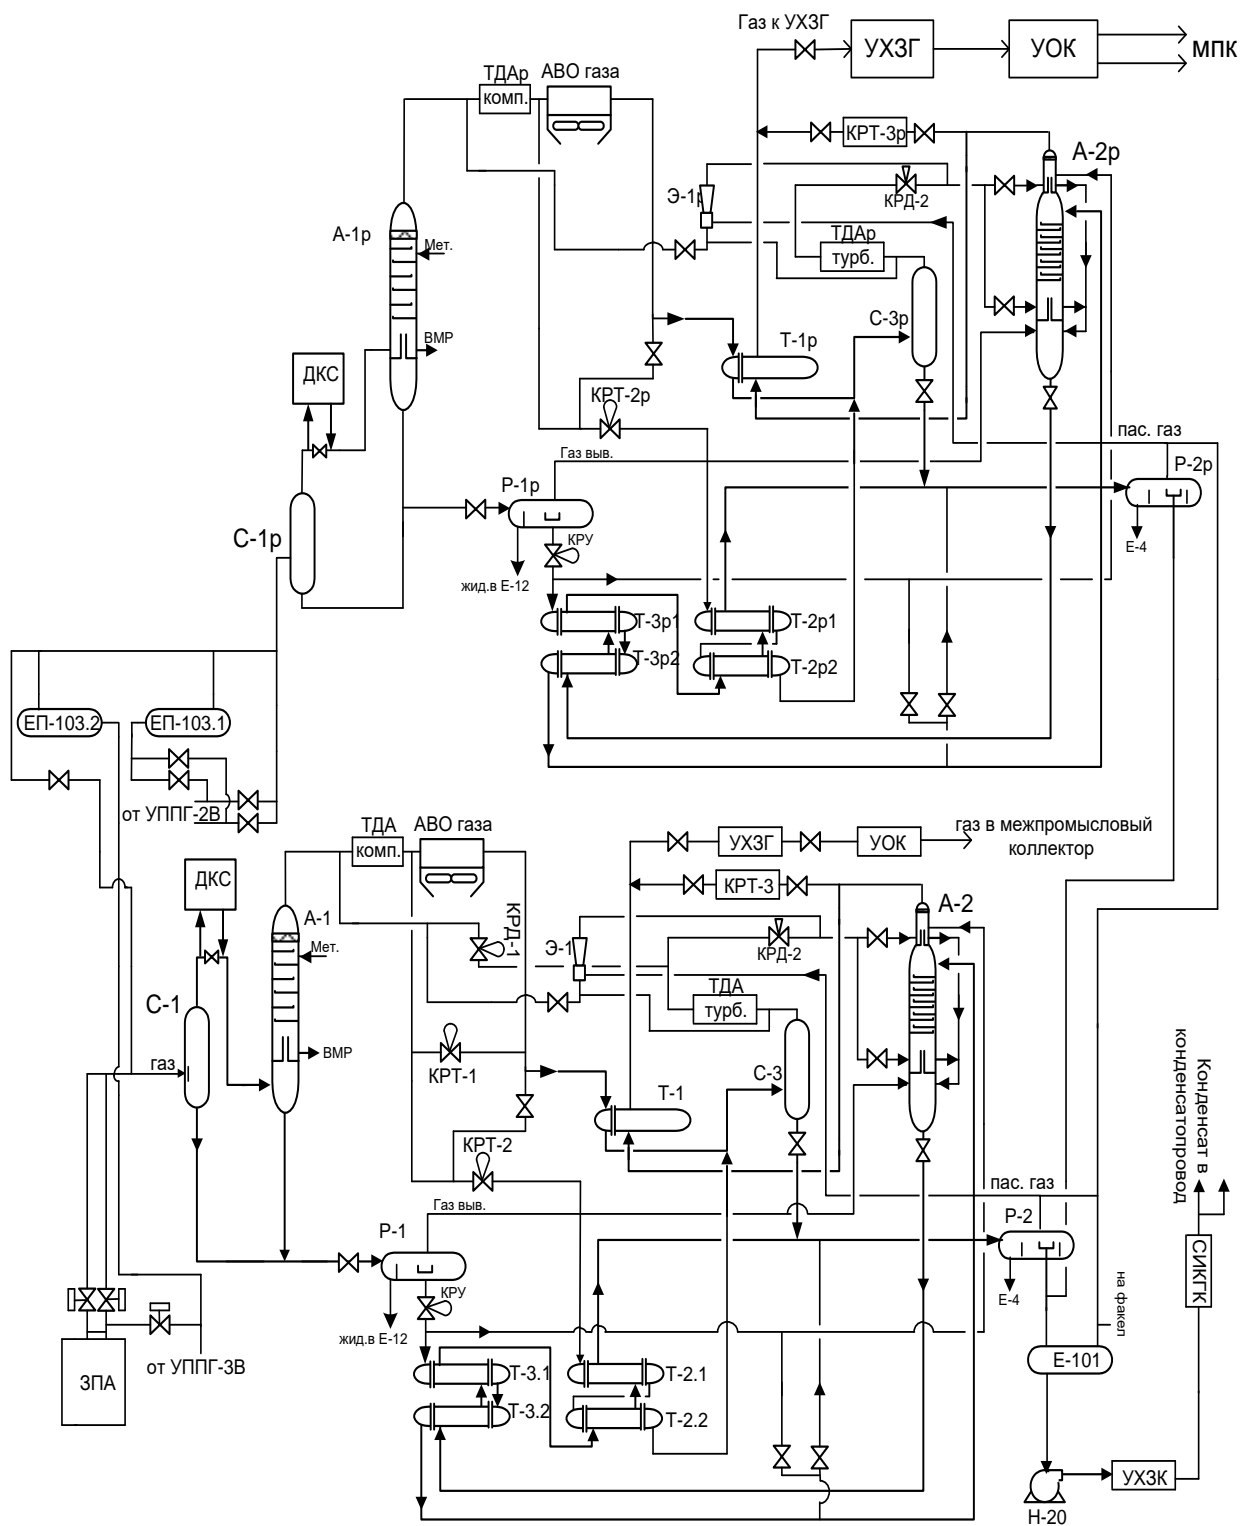 Газ к УХЗГ
УХЗГ
УОК
МПК
ТДАр
комп.
АВО газа
КРТ-3р
А-2р
Э-1р
КРД-2
А-1р
Мет.
ТДАр
турб.
С-3р
ВМР
Т-1р
ДКС
КРТ-2р
пас. газ
Газ выв.
Р-1р
Р-2р
С-1р
КРУ
Е-4
жид.в Е-12
Т-3р1
Т-2р1
Т-3р2
Т-2р2
ЕП-103.2
ЕП-103.1
от УППГ-2В
ТДА
комп.
АВО газа
газ в межпромысловый
коллектор
УХЗГ
УОК
ДКС
КРТ-3
А-2
А-1
КРД-1
Мет.
Э-1
КРД-2
ТДА
турб.
С-1
газ
ВМР
КРТ-1
С-3
Т-1
Конденсат в
конденсатопровод
КРТ-2
пас. газ
Газ выв.
Р-1
Р-2
СИКГК
КРУ
Е-4
на факел
жид.в Е-12
от УППГ-3В
Е-101
ЗПА
Т-3.1
Т-2.1
Т-3.2
Т-2.2
УХЗК
Н-20